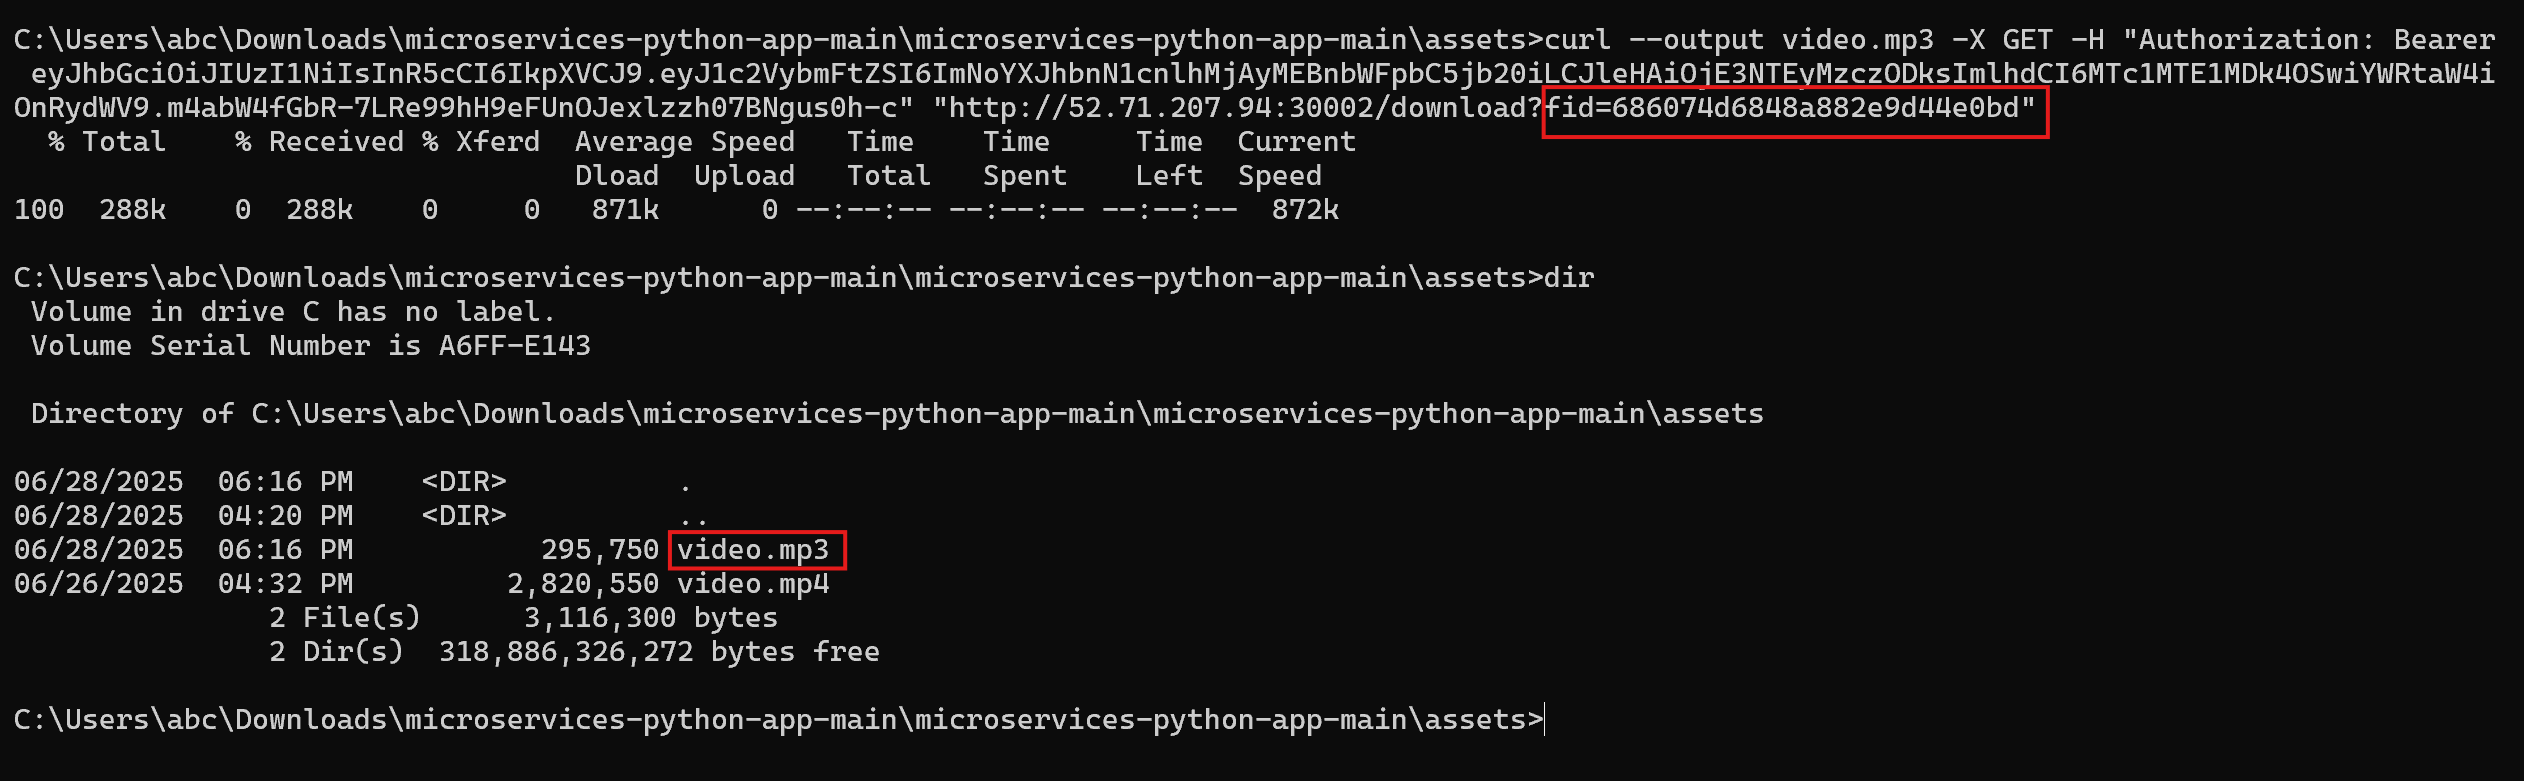 C:\Users\abc\Downloads\microservices-python-app-main\microservices-python-app-main\assets>curl --output video.mp3 -X GET -H "Authorization: Bearer
eyJhbGciOiJIUzI1NiIsInR5cCI6IkpXVCJ9.eyJ1c2VybmFtZSI6ImNoYXJhbnN1cnlhMjAyMEBnbWFpbC5jb20iLCJleHAiOjE3NTEyMzczODksImlhdCI6MTc1MTE1MDk4OSwiYWRtaW4i
OnRydWV9.m4abW4fGbR-7LRe99hH9eFUnOJexlzzh07BNgus0h-c" "http://52.71.207.94:30002/download?fid=686074d6848a882e9d44e0bd"
% Total % Received % Xferd Average Speed Time Time Time Current
Dload Upload Total Spent Left Speed
100 288k 0 288k 0 0 871k 0 --:--:-- --:--:-- --:--:-- 872k
C:\Users\abc\Downloads\microservices-python-app-main\microservices-python-app-main\assets>dir
Volume in drive C has no label.
Volume Serial Number is A6FF-E143
Directory of C:\Users\abc\Downloads\microservices-python-app-main\microservices-python-app-main\assets
06/28/2025 06:16 PM <DIR> .
06/28/2025 04:20 PM <DIR> ..
06/28/2025 06:16 PM 295,750 video.mp3
06/26/2025 04:32 PM 2,820,550 video.mp4
2 File(s) 3,116,300 bytes
2 Dir(s) 318,886,326,272 bytes free
C:\Users\abc\Downloads\microservices-python-app-main\microservices-python-app-main\assets>